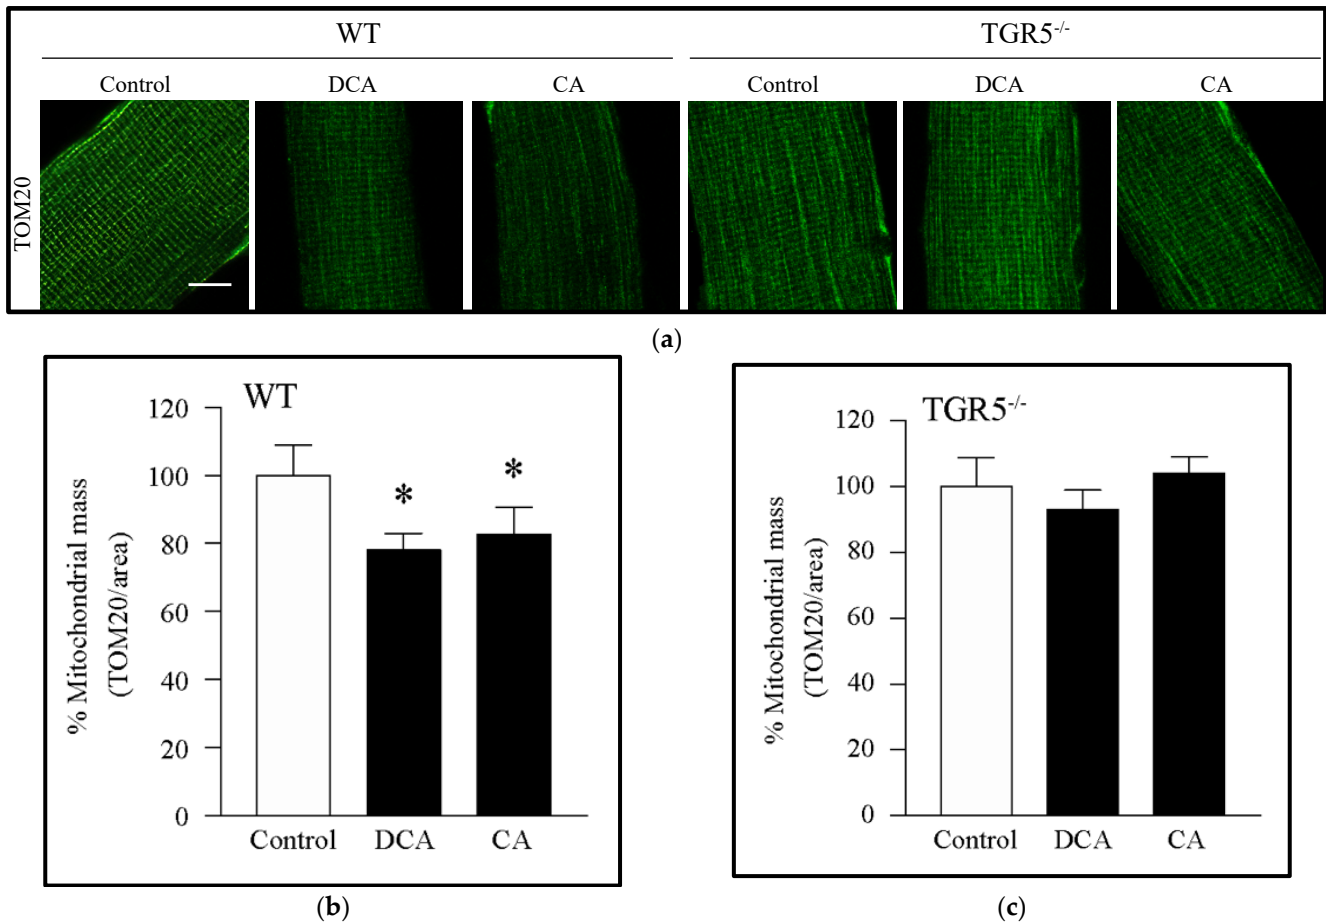 WT TGR5-/-
Control DCA CA Control DCA CA
TOM20
(a)
WT
% Mitochondrial mass
(TOM20/area)
120
100
80
60
40
20
0
* *
Control DCA CA
(b)
TGR5-/-
% Mitochondrial mass
(TOM20/area)
120
100
80
60
40
20
0
Control DCA CA
(c)